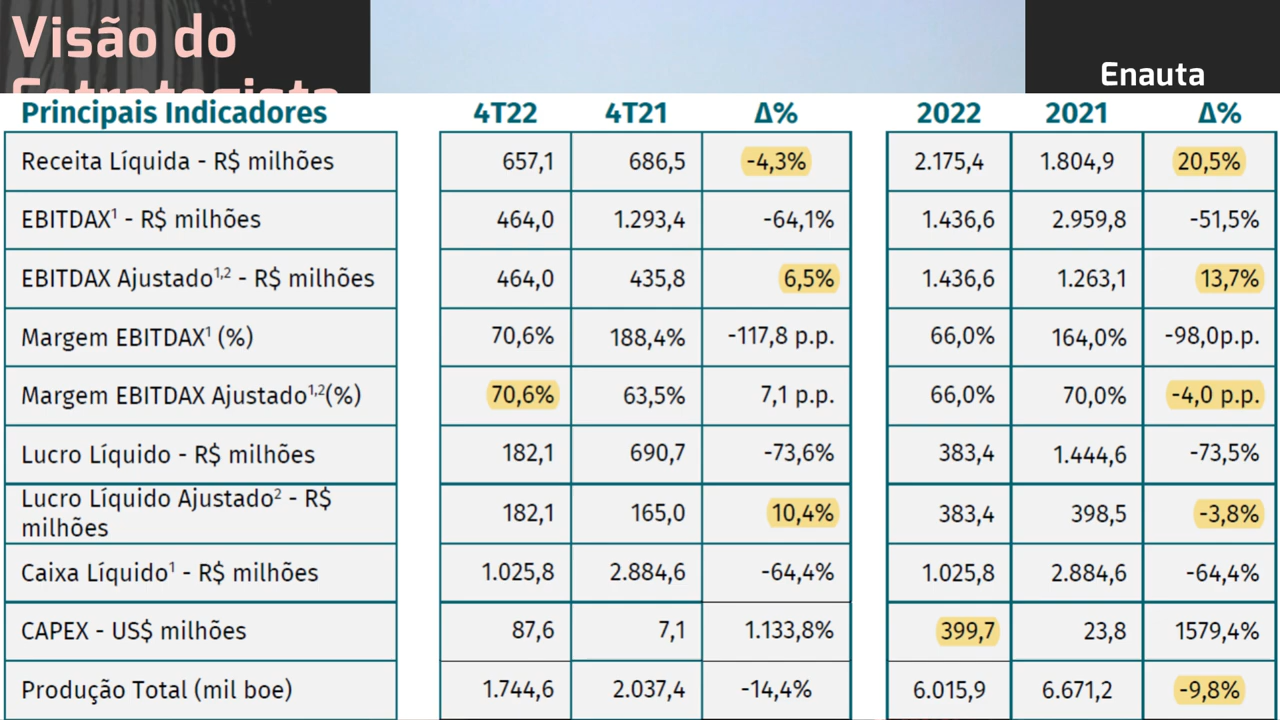 Visão do
Estrategista
Enauta
Principais Indicadores 4T22 4T21 Δ% 2022 2021 Δ%
Receita Líquida - R$ milhões 657,1 686,5 -4,3% 2.175,4 1.804,9 20,5%
EBITDAX¹ - R$ milhões 464,0 1.293,4 -64,1% 1.436,6 2.959,8 -51,5%
EBITDAX Ajustado¹,² - R$ milhões 464,0 435,8 6,5% 1.436,6 1.263,1 13,7%
Margem EBITDAX¹ (%) 70,6% 188,4% -117,8 p.p. 66,0% 164,0% -98,0p.p.
Margem EBITDAX Ajustado¹,²(%) 70,6% 63,5% 7,1 p.p. 66,0% 70,0% -4,0 p.p.
Lucro Líquido - R$ milhões 182,1 690,7 -73,6% 383,4 1.444,6 -73,5%
Lucro Líquido Ajustado² - R$
milhões 182,1 165,0 10,4% 383,4 398,5 -3,8%
Caixa Líquido¹ - R$ milhões 1.025,8 2.884,6 -64,4% 1.025,8 2.884,6 -64,4%
CAPEX - US$ milhões 87,6 7,1 1.133,8% 399,7 23,8 1579,4%
Produção Total (mil boe) 1.744,6 2.037,4 -14,4% 6.015,9 6.671,2 -9,8%